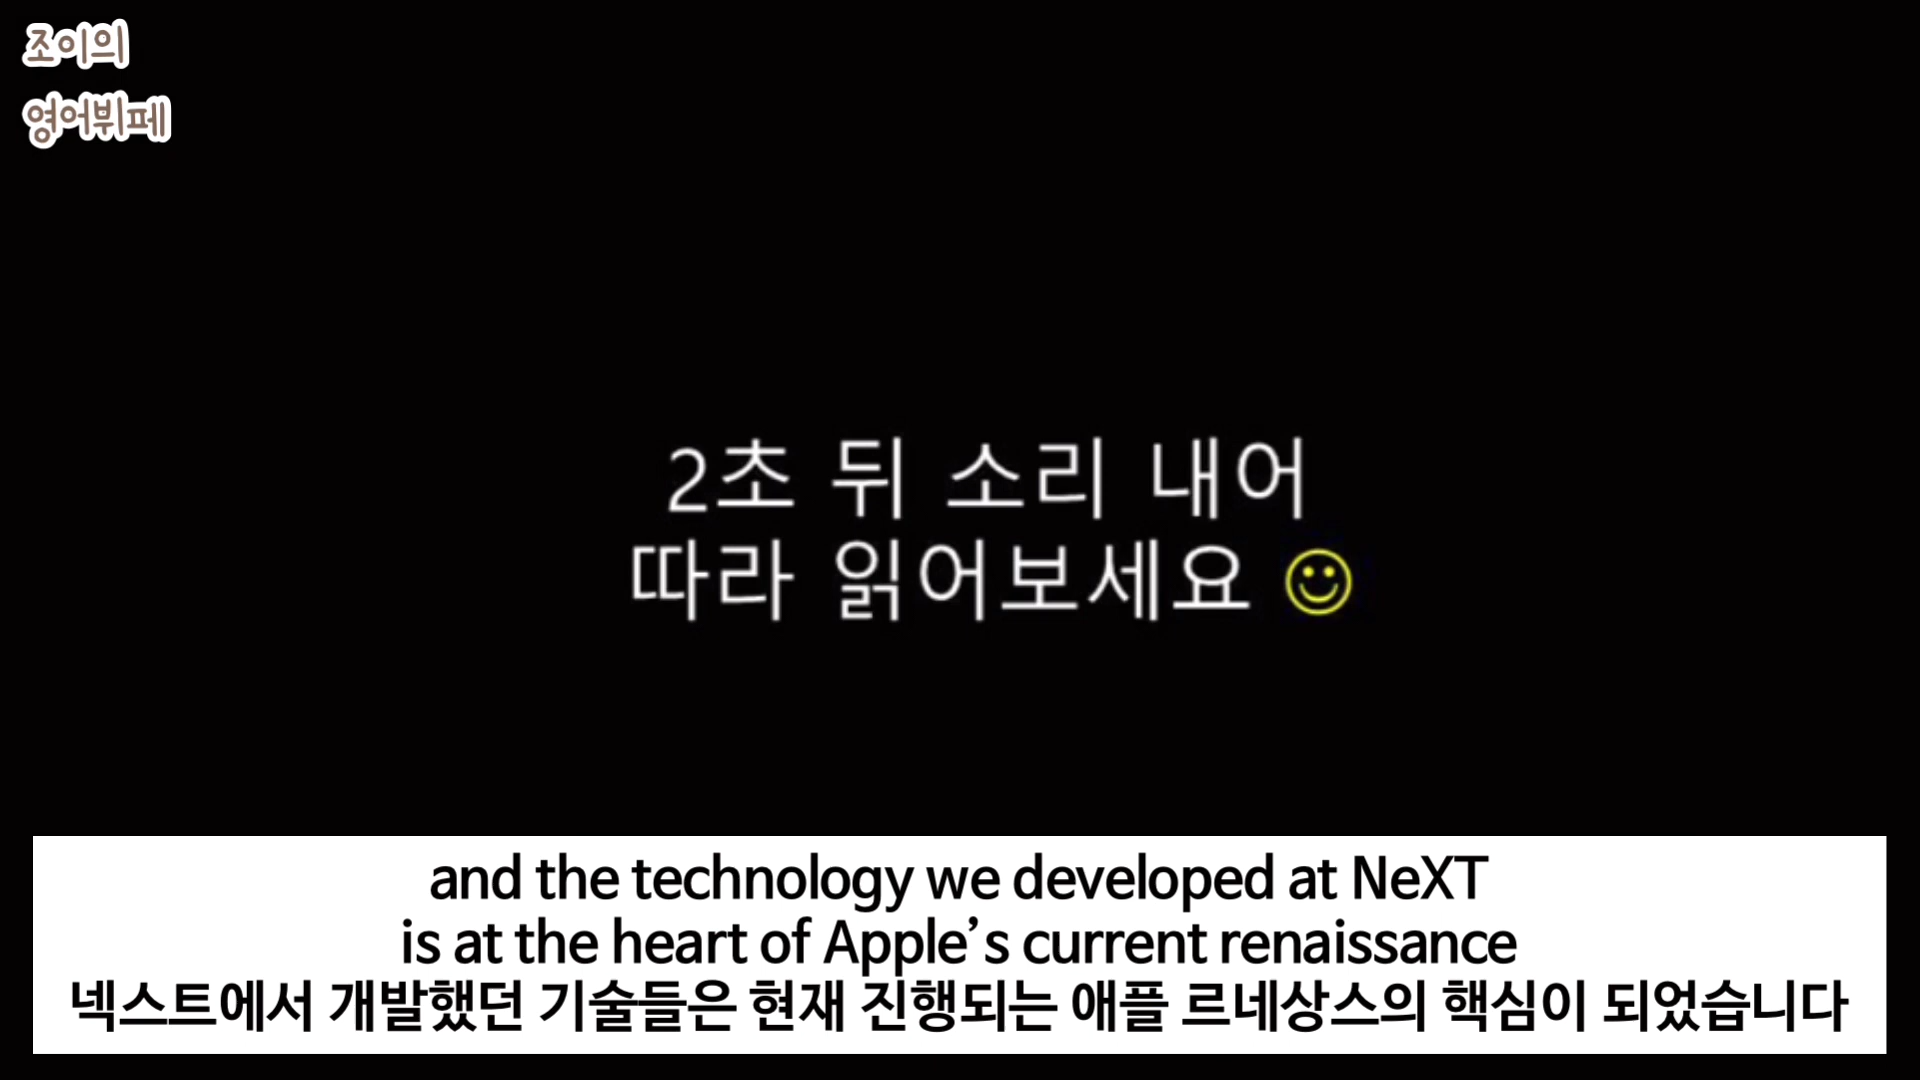 조이의
영어뷔페
2초 뒤 소리 내어
따라 읽어보세요 ☺
and the technology we developed at NeXT
is at the heart of Apple’s current renaissance
넥스트에서 개발했던 기술들은 현재 진행되는 애플 르네상스의 핵심이 되었습니다